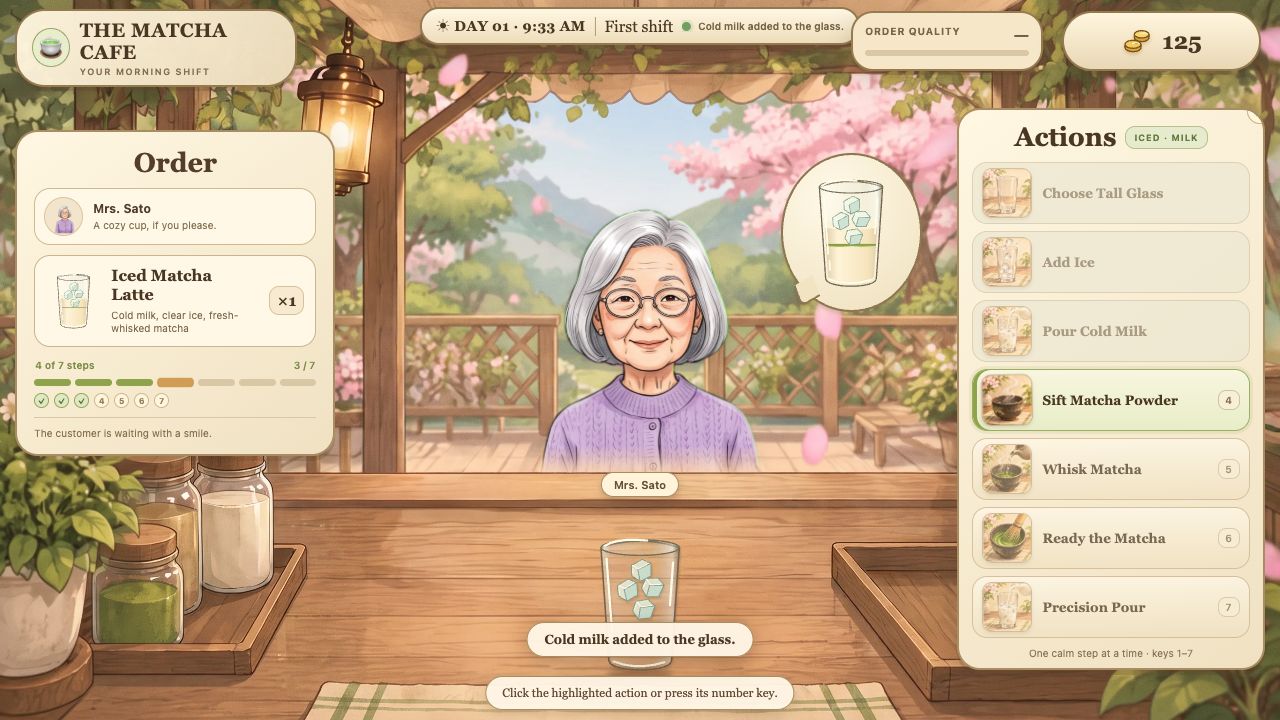 THE MATCHA
CAFE
YOUR MORNING SHIFT
DAY 01 · 9:33 AM
First shift
Cold milk added to the glass.
ORDER QUALITY
—
125
Order
Mrs. Sato
A cozy cup, if you please.
Iced Matcha
Latte
Cold milk, clear ice, fresh-
whisked matcha
×1
4 of 7 steps
3 / 7
4 5 6 7
The customer is waiting with a smile.
Mrs. Sato
Cold milk added to the glass.
Click the highlighted action or press its number key.
Actions
ICED · MILK
Choose Tall Glass
Add Ice
Pour Cold Milk
Sift Matcha Powder
4
Whisk Matcha
5
Ready the Matcha
6
Precision Pour
7
One calm step at a time · keys 1–7